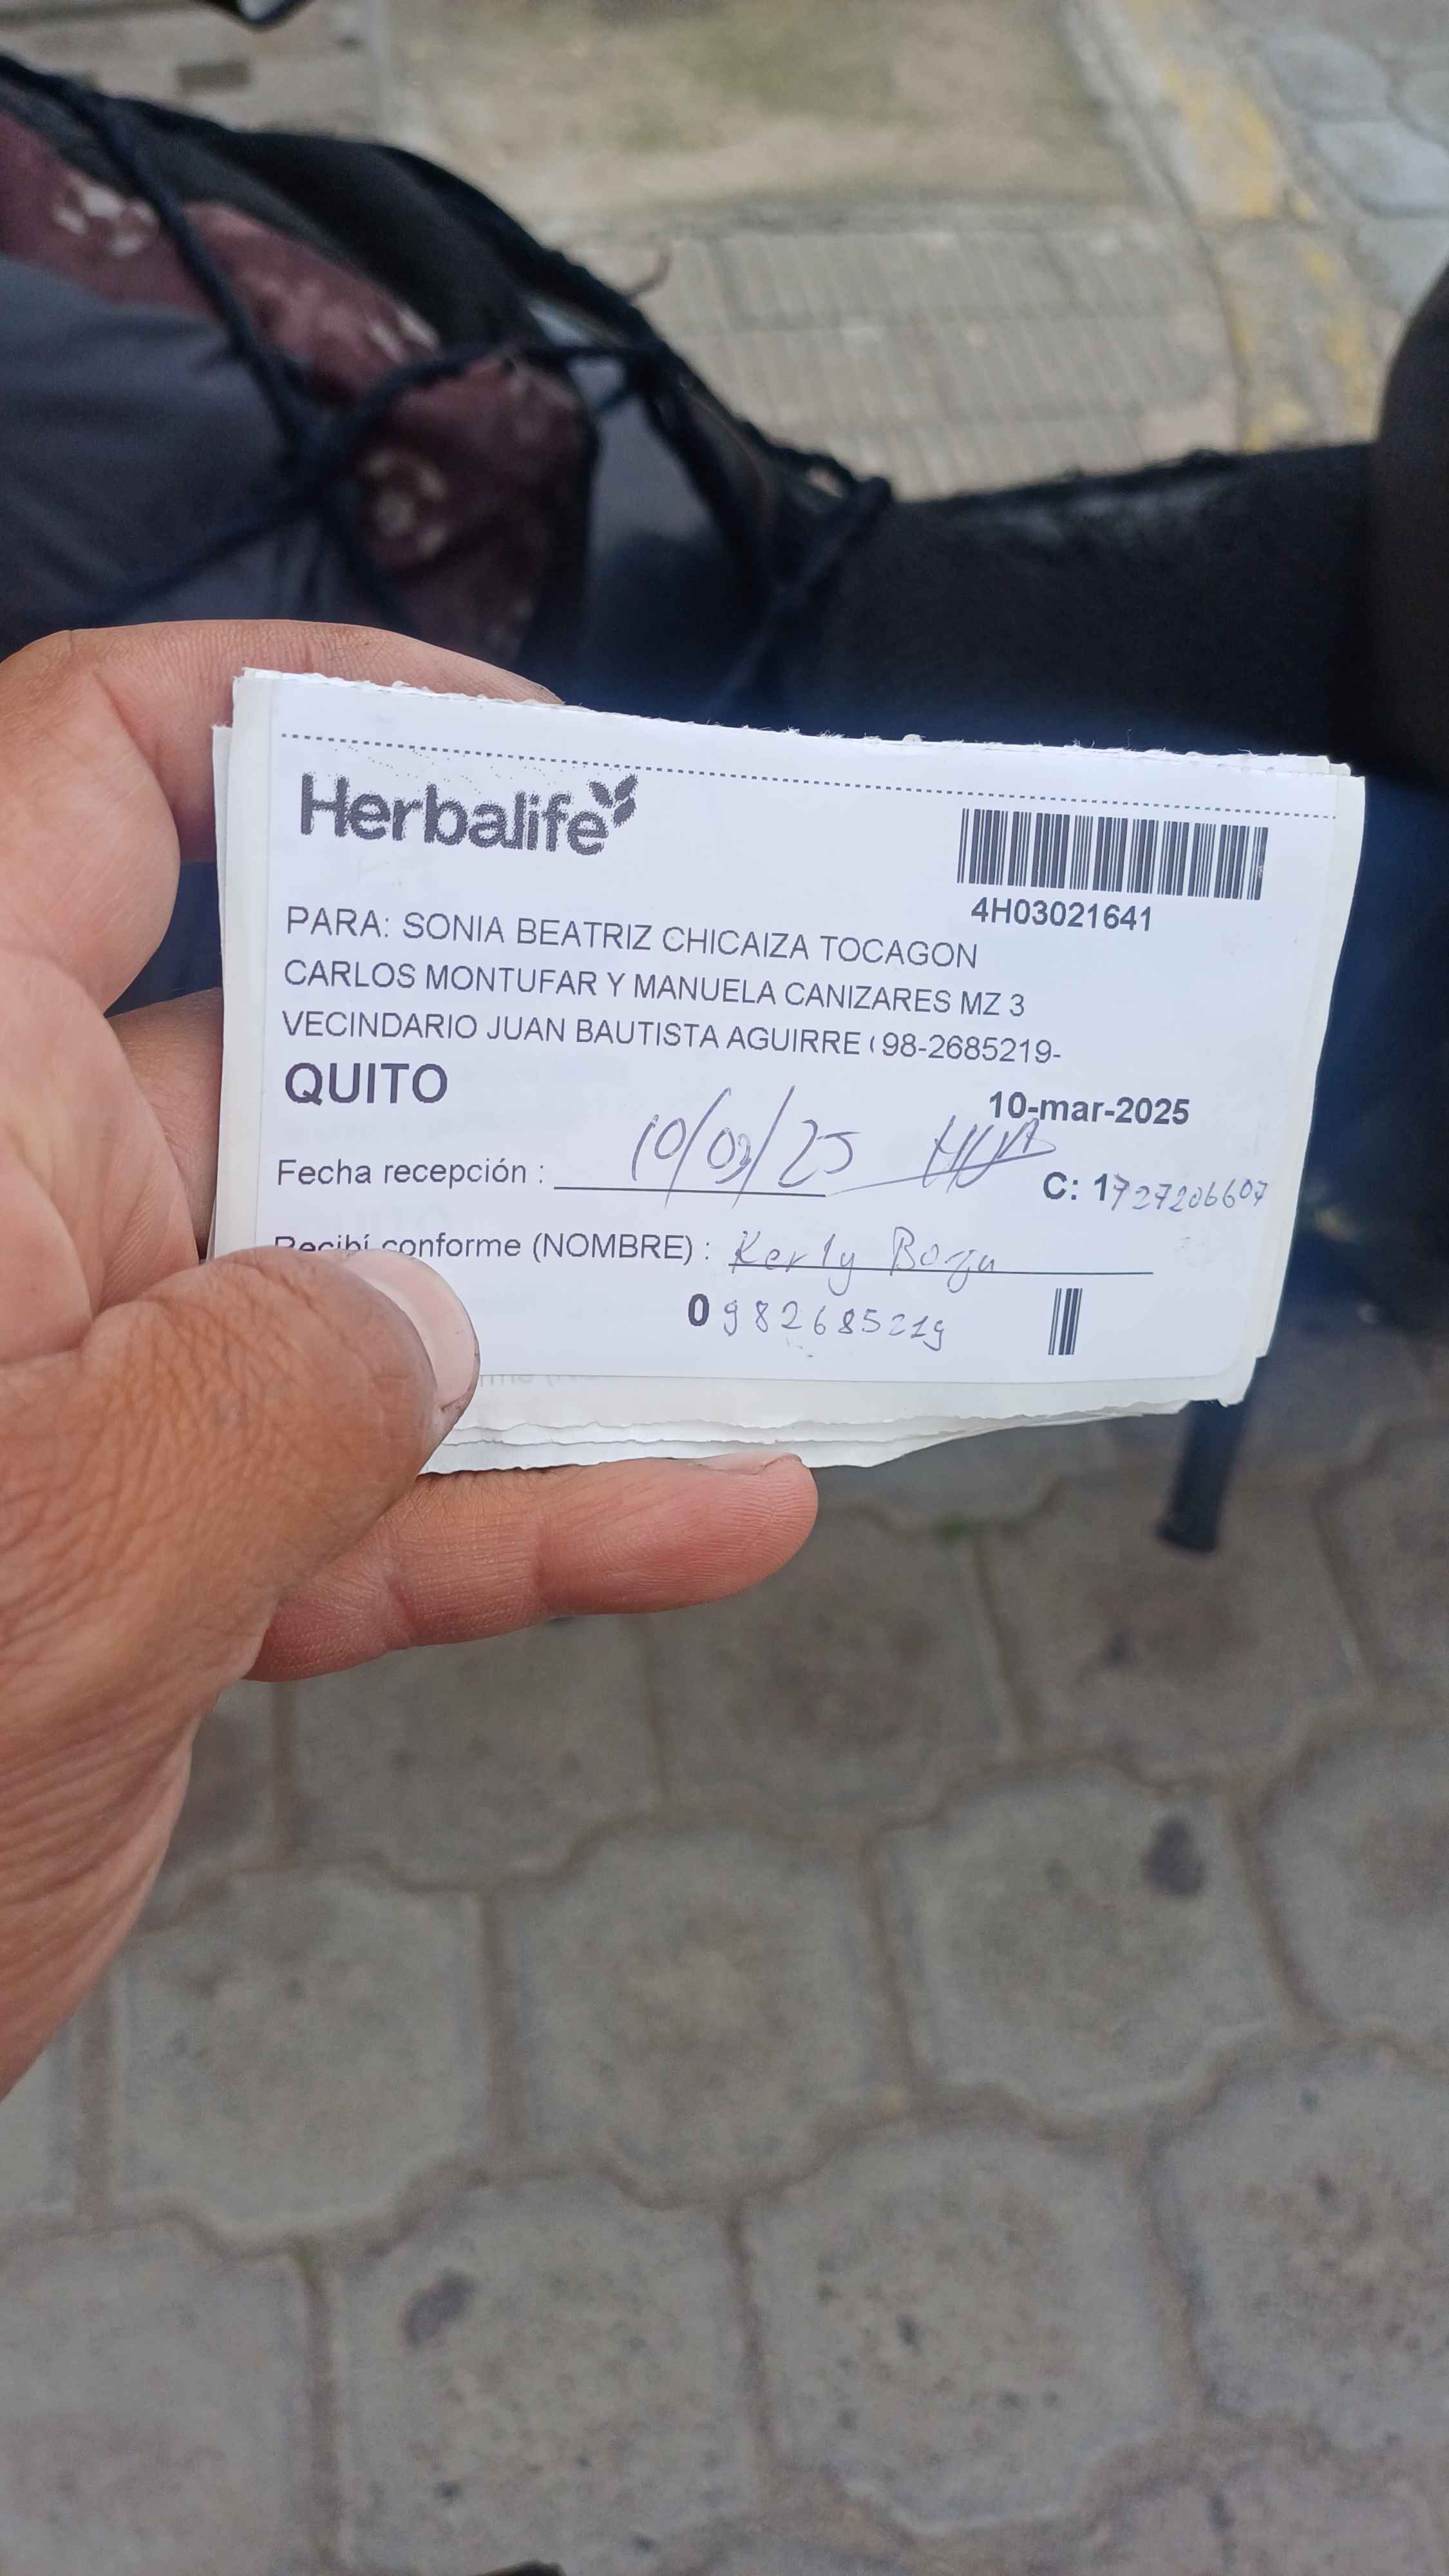 Herbalife
4H03021641
PARA: SONIA BEATRIZ CHICAIZA TOCAGON
CARLOS MONTUFAR Y MANUELA CANIZARES MZ 3
VECINDARIO JUAN BAUTISTA AGUIRRE ( 98-2685219-
QUITO
10-mar-2025
Fecha recepción : 10/03/25
C: 1727206607
Recibí conforme (NOMBRE) : Kerly Borja
0982685219